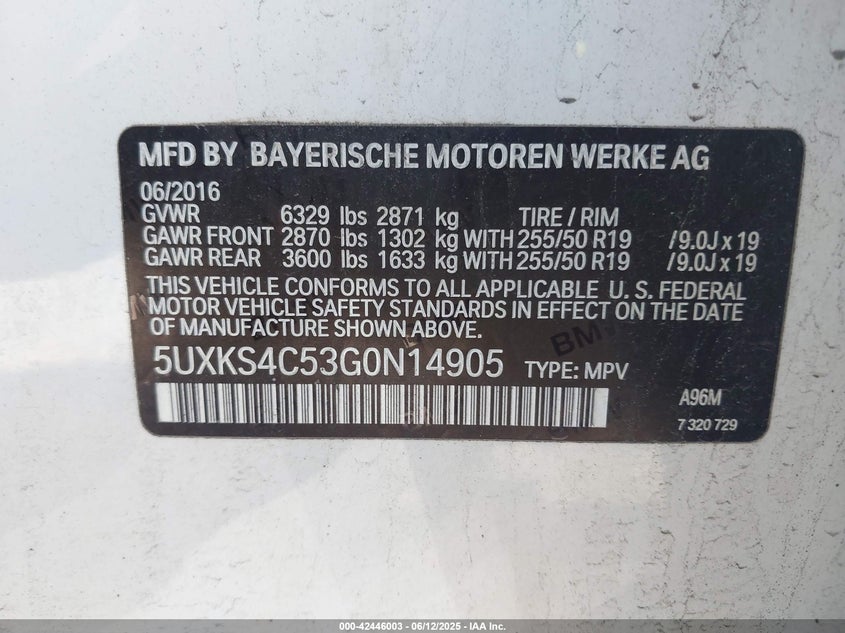 MFD BY BAYERISCHE MOTOREN WERKE AG
06/2016
GVWR 6329 lbs 2871 kg TIRE / RIM
GAWR FRONT 2870 lbs 1302 kg WITH 255/50 R19 /9.0J x 19
GAWR REAR 3600 lbs 1633 kg WITH 255/50 R19 /9.0J x 19
THIS VEHICLE CONFORMS TO ALL APPLICABLE U. S. FEDERAL
MOTOR VEHICLE SAFETY STANDARDS IN EFFECT ON THE DATE
OF MANUFACTURE SHOWN ABOVE.
5UXKS4C53G0N14905 TYPE: MPV
A96M
7 320 729
000-42446003 - 06/12/2025 - IAA Inc.